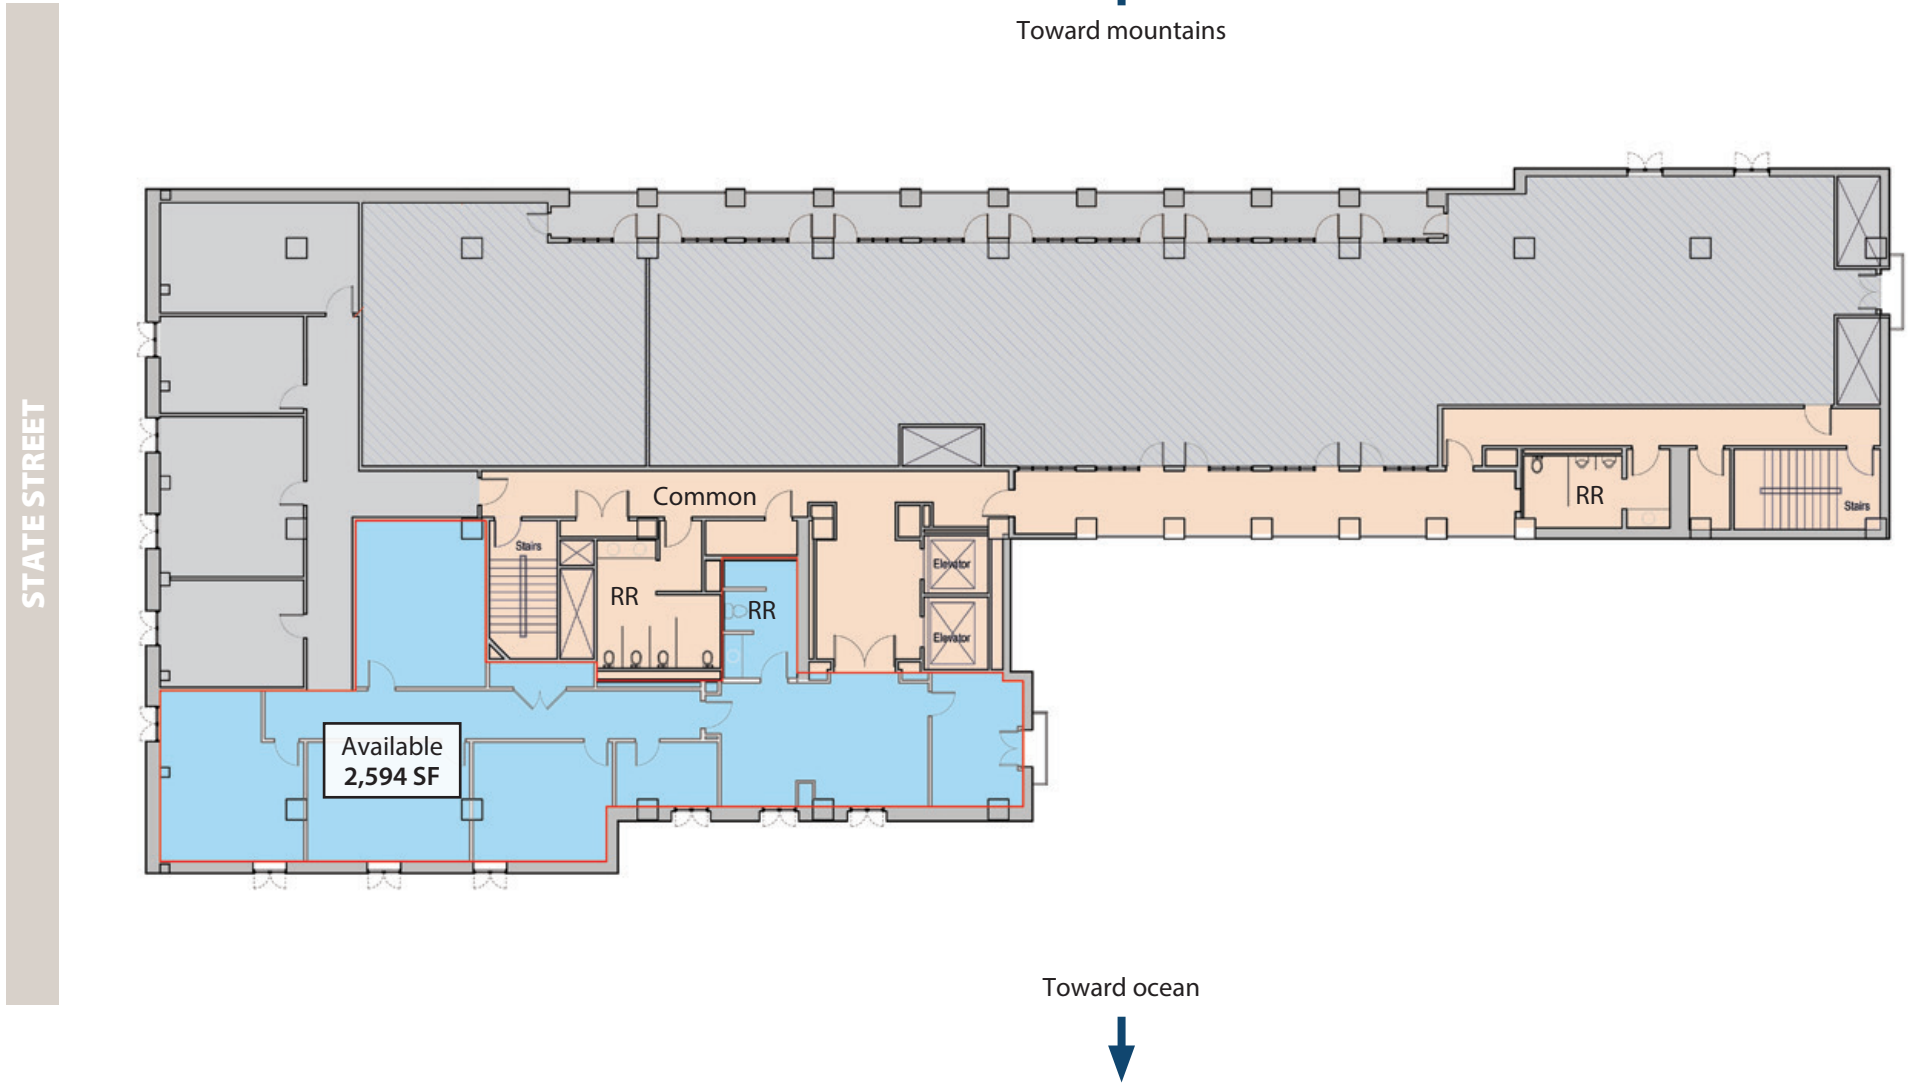 Toward mountains
STATE STREET
Common
RR
Stairs
Stairs
Elevator
RR
RR
Elevator
Available
2,594 SF
Toward ocean